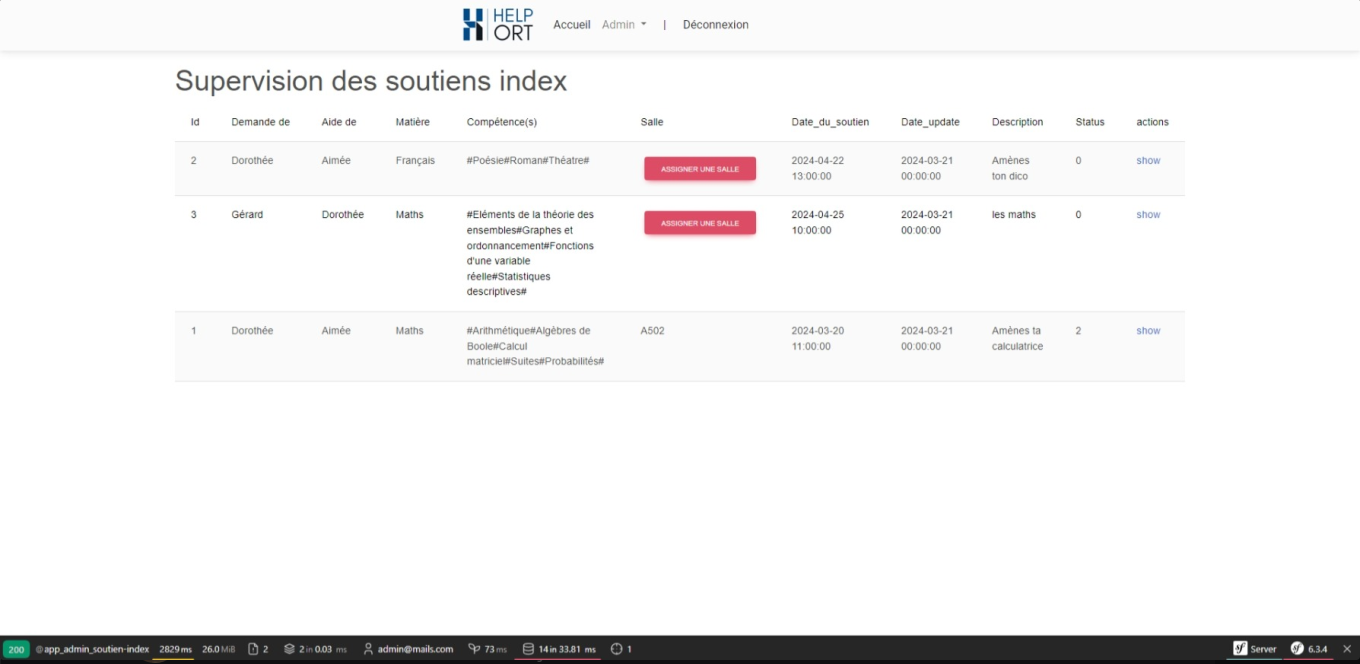 HELP
ORT
Accueil Admin | Déconnexion
Supervision des soutiens index
Id Demande de Aide de Matière Compétence(s) Salle Date_du_soutien Date_update Description Status actions
2 Dorothée Aimée Français #Poésie#Roman#Théatre# ASSIGNER UNE SALLE 2024-04-22 2024-03-21 Amènes 0 show
13:00:00 00:00:00 ton dico
3 Gérard Dorothée Maths #Eléments de la théorie des ASSIGNER UNE SALLE 2024-04-25 2024-03-21 les maths 0 show
ensembles#Graphes et 10:00:00 00:00:00
ordonnancement#Fonctions
d'une variable
réelle#Statistiques
descriptives#
1 Dorothée Aimée Maths #Arithmétique#Algèbres de A502 2024-03-20 2024-03-21 Amènes ta 2 show
Boole#Calcul 11:00:00 00:00:00 calculatrice
matriciel#Suites#Probabilités#
200 @app_admin_soutien-index 2829 ms 26.0 MiB 2 2 in 0.03 ms admin@mails.com 73 ms 14 in 33.81 ms 1 sf Server sf 6.3.4